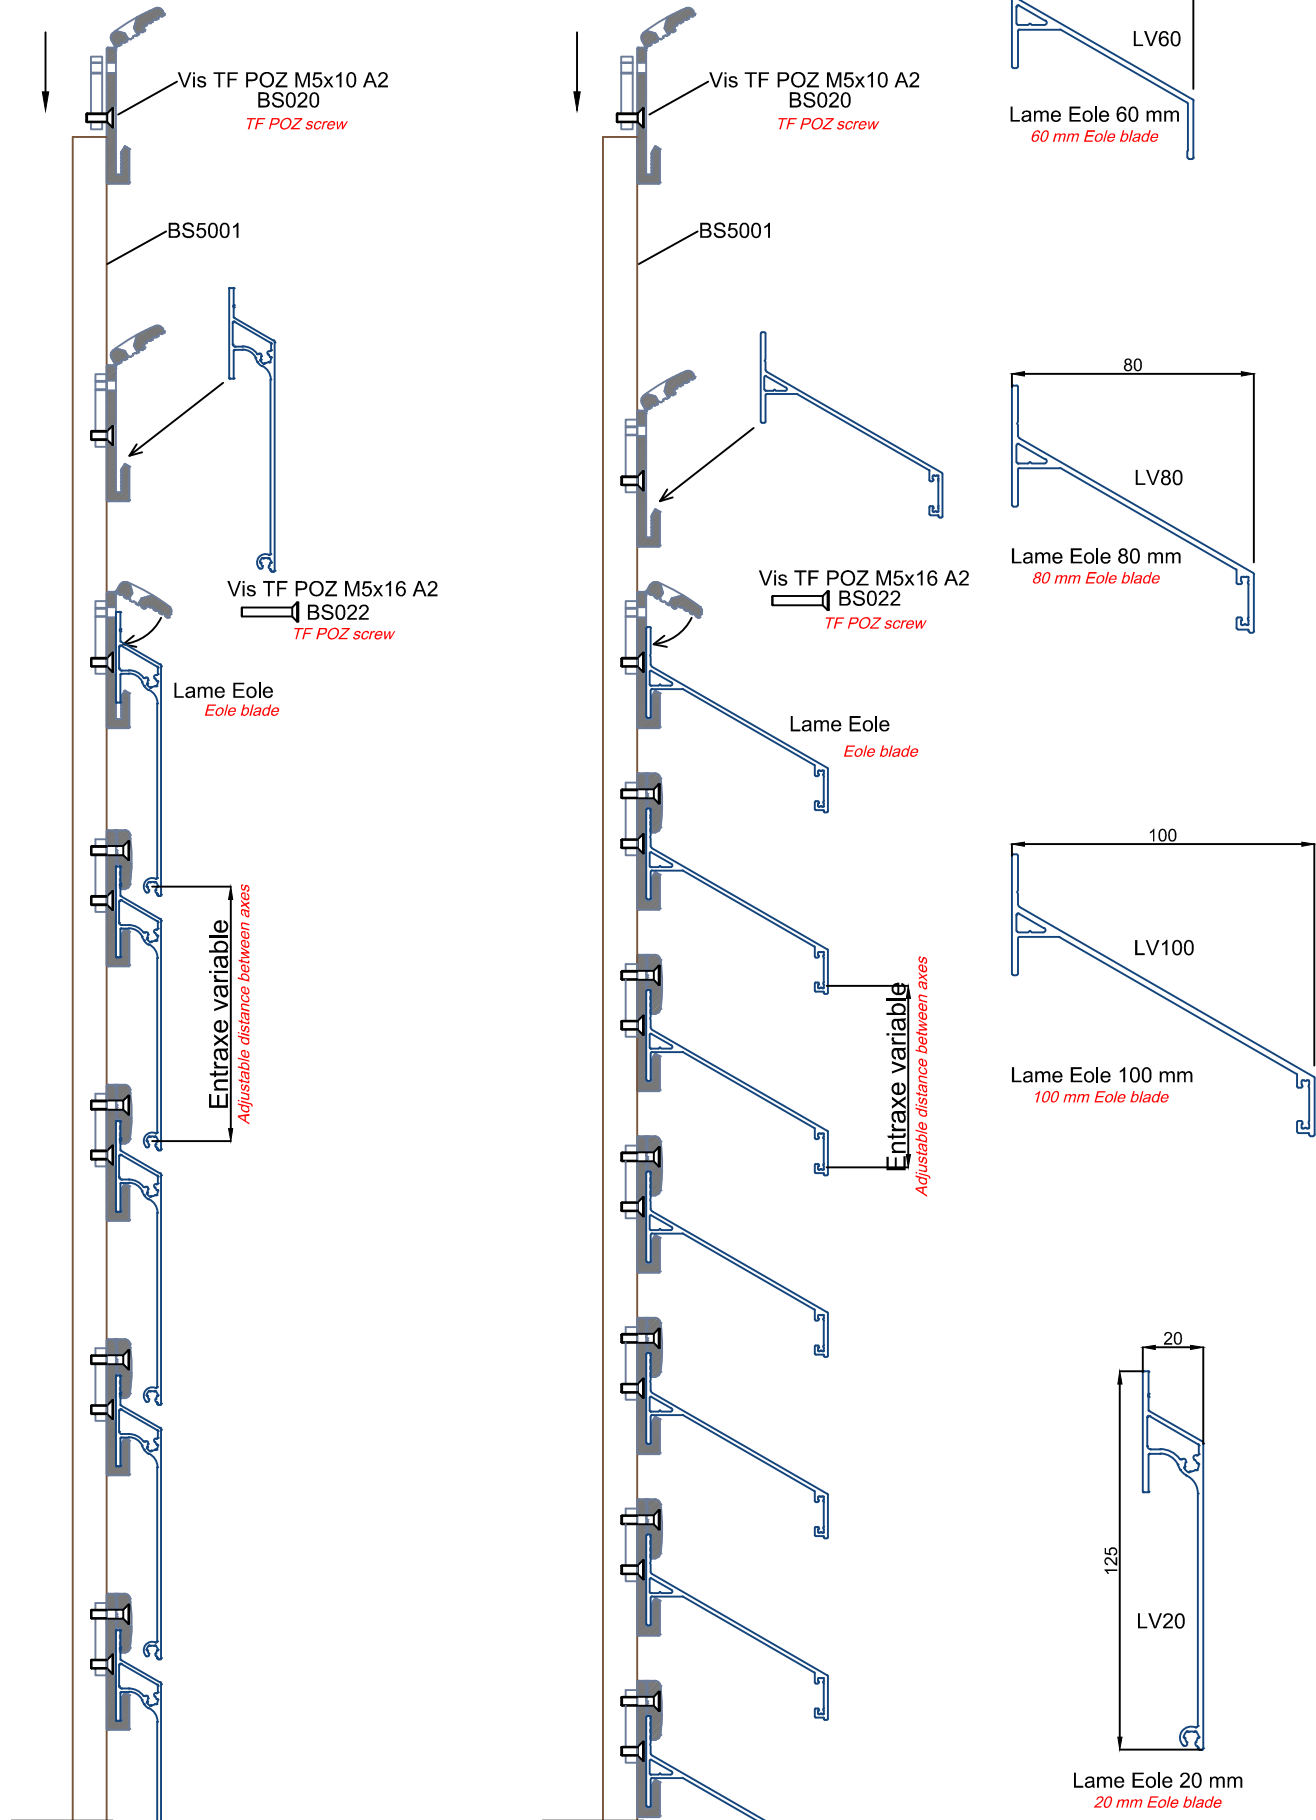 Vis TF POZ M5x10 A2
BS020
TF POZ screw
BS5001
Vis TF POZ M5x16 A2
BS022
TF POZ screw
Lame Eole
Eole blade
Entraxe variable
Adjustable distance between axes
Vis TF POZ M5x10 A2
BS020
TF POZ screw
BS5001
Vis TF POZ M5x16 A2
BS022
TF POZ screw
Lame Eole
Eole blade
Entraxe variable
Adjustable distance between axes
LV60
Lame Eole 60 mm
60 mm Eole blade
80
LV80
Lame Eole 80 mm
80 mm Eole blade
100
LV100
Lame Eole 100 mm
100 mm Eole blade
20
125
LV20
Lame Eole 20 mm
20 mm Eole blade